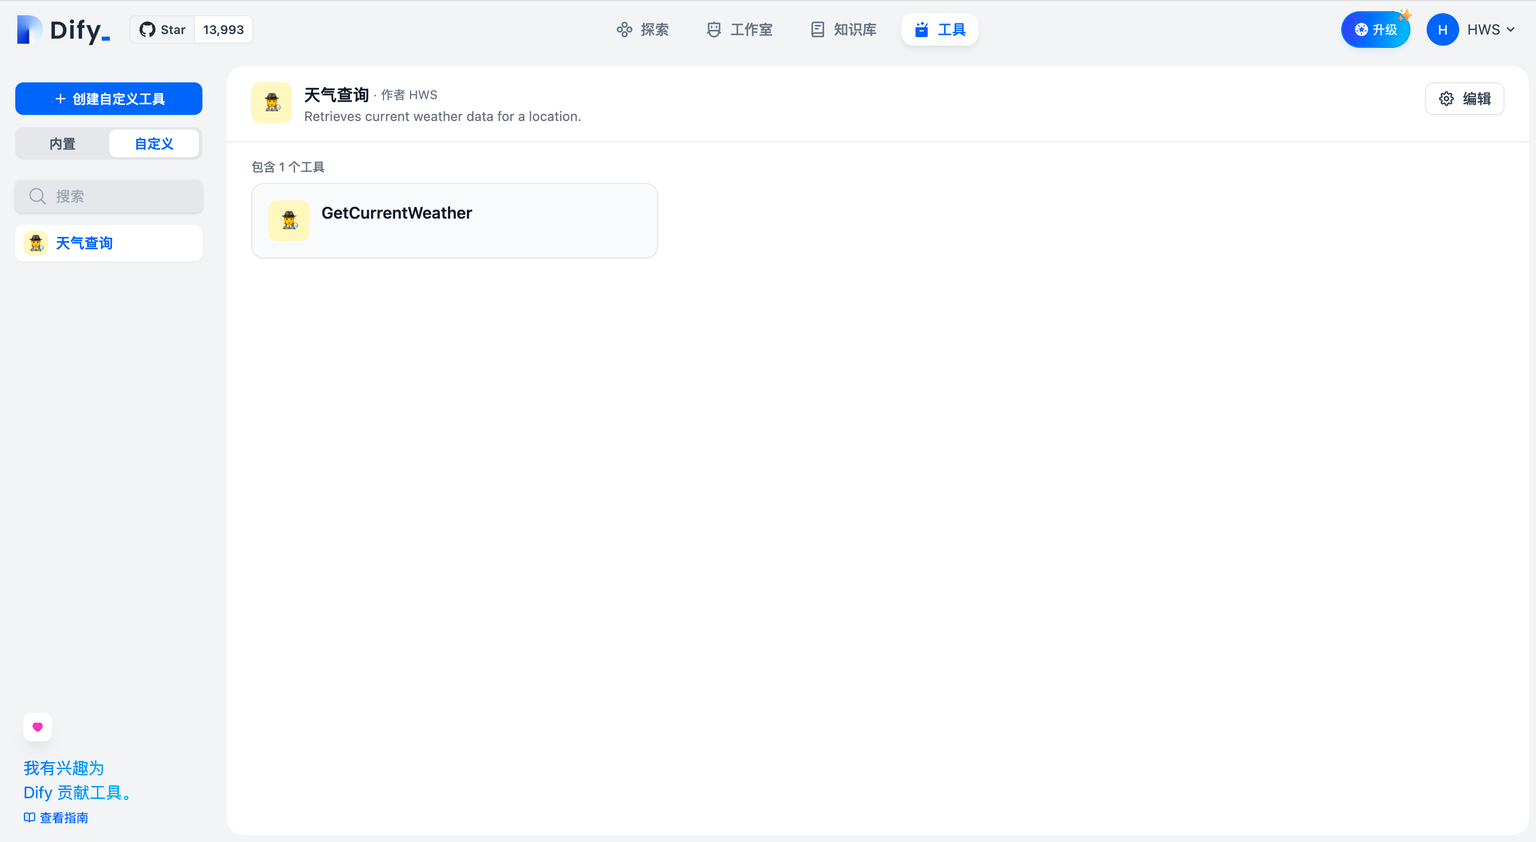 Dify_
Star 13,993
探索
工作室
知识库
工具
升级
H
HWS
+ 创建自定义工具
内置
自定义
搜索
天气查询
天气查询 · 作者 HWS
Retrieves current weather data for a location.
编辑
包含 1 个工具
GetCurrentWeather
我有兴趣为
Dify 贡献工具。
查看指南